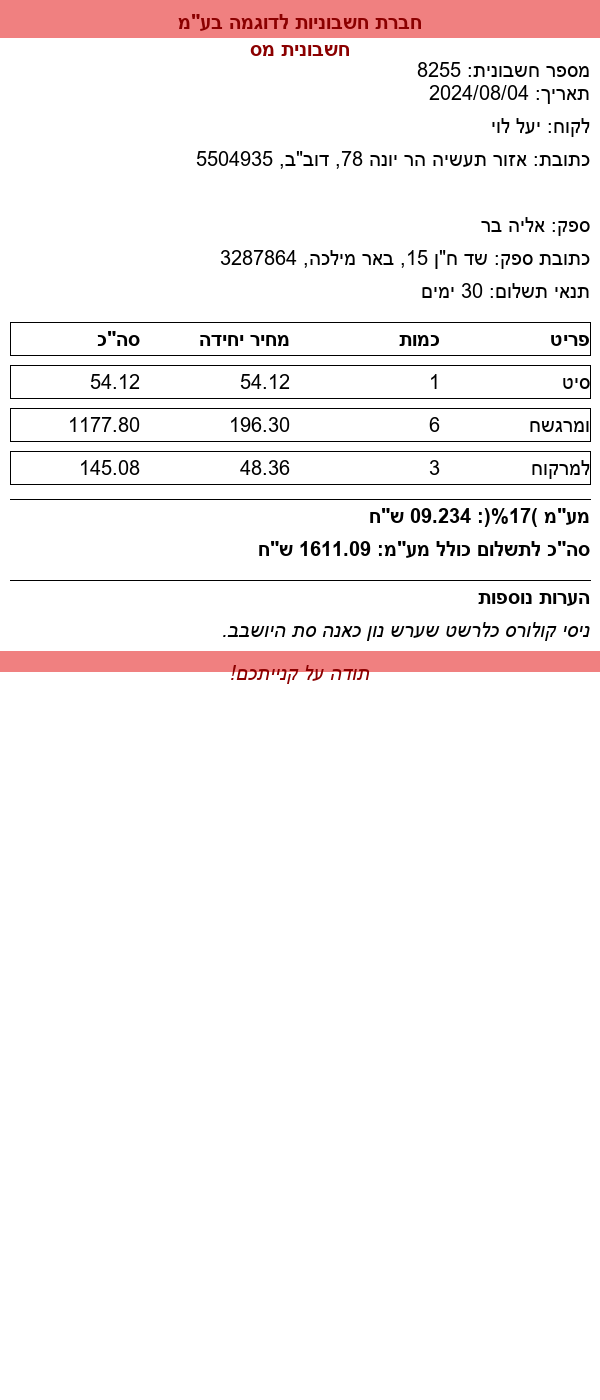 חברת חשבוניות לדוגמה בע"מ
חשבונית מס
מספר חשבונית: 8255
תאריך: 2024/08/04
לקוח: יעל לוי
כתובת: אזור תעשיה הר יונה 78, דוב"ב, 5504935
ספק: אליה בר
כתובת ספק: שד ח"ן 15, באר מילכה, 3287864
תנאי תשלום: 30 ימים
פריט כמות מחיר יחידה סה"כ
סיט 1 54.12 54.12
ומרגשח 6 196.30 1177.80
למרקוח 3 48.36 145.08
מע"מ )17%(: 09.234 ש"ח
סה"כ לתשלום כולל מע"מ: 1611.09 ש"ח
הערות נוספות
ניסי קולורס כלרשט שערש נון כאנה סת היושבב.
תודה על קנייתכם!